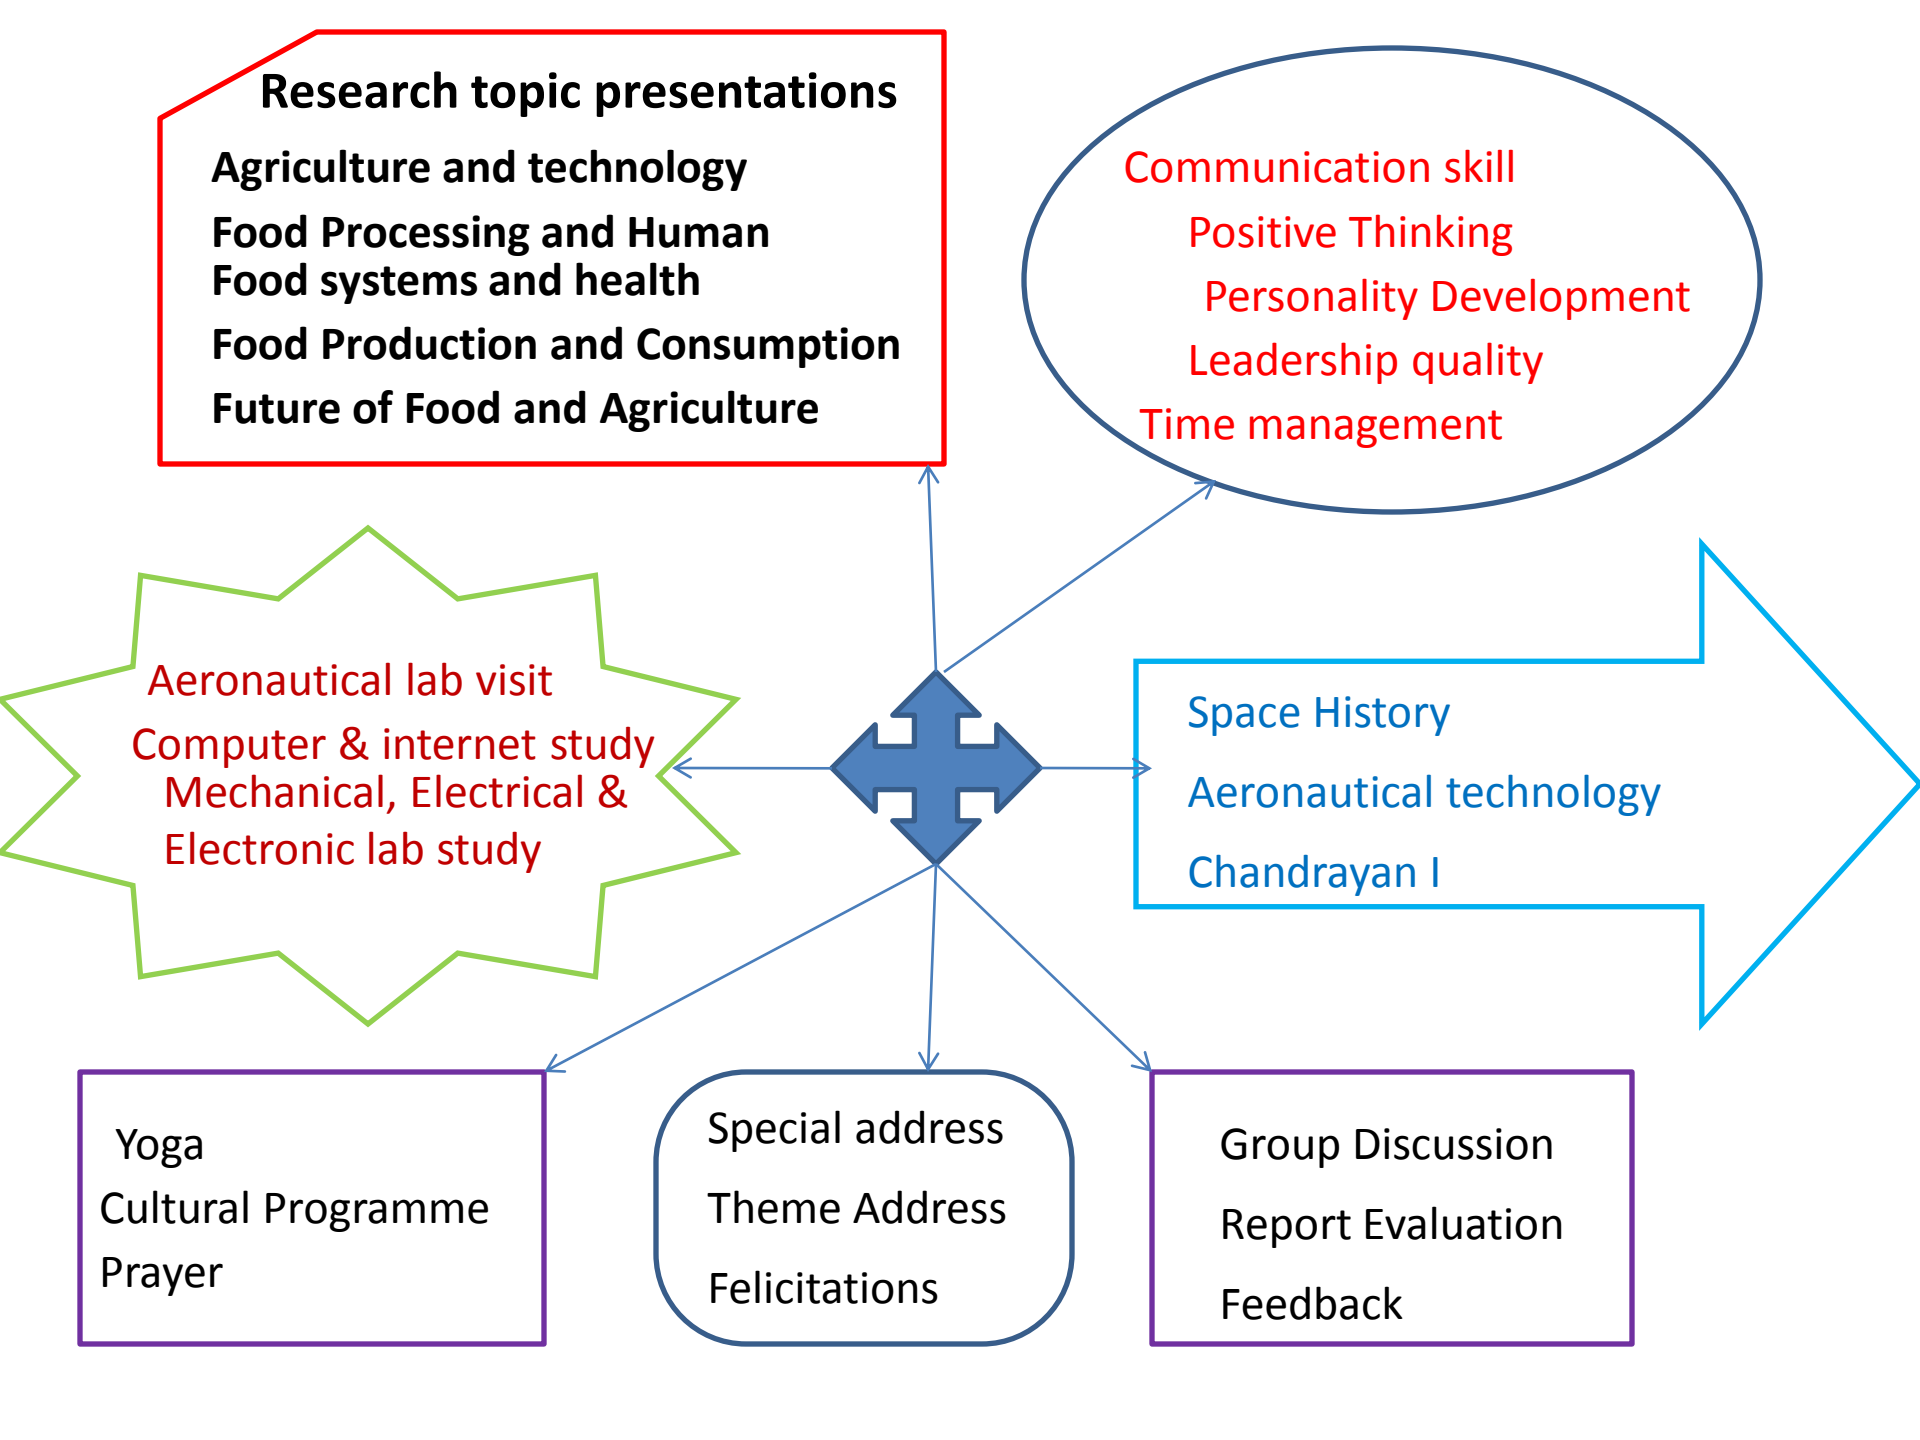 Research topic presentations
Agriculture and technology
Food Processing and Human
Food systems and health
Food Production and Consumption
Future of Food and Agriculture
Communication skill
Positive Thinking
Personality Development
Leadership quality
Time management
Aeronautical lab visit
Computer & internet study
Mechanical, Electrical &
Electronic lab study
Space History
Aeronautical technology
Chandrayan I
Yoga
Cultural Programme
Prayer
Special address
Theme Address
Felicitations
Group Discussion
Report Evaluation
Feedback